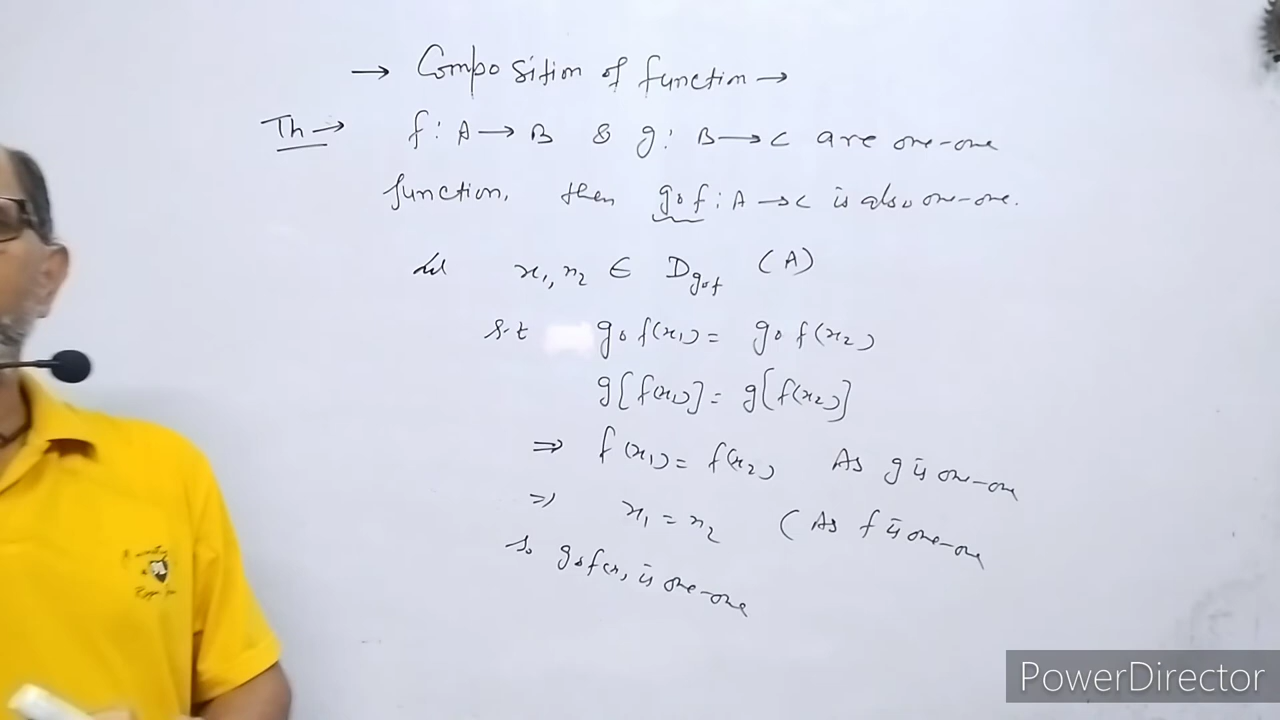 → Composition of function →
Th → f : A → B & g : B → C are one-one
function, then gof : A → C is also one-one.
Let x₁, x₂ ∈ D_gof (A)
s.t gof(x₁) = gof(x₂)
g[f(x₁)] = g[f(x₂)]
⇒ f(x₁) = f(x₂) As g is one-one
⇒ x₁ = x₂ (As f is one-one
So gof(x) is one-one
PowerDirector